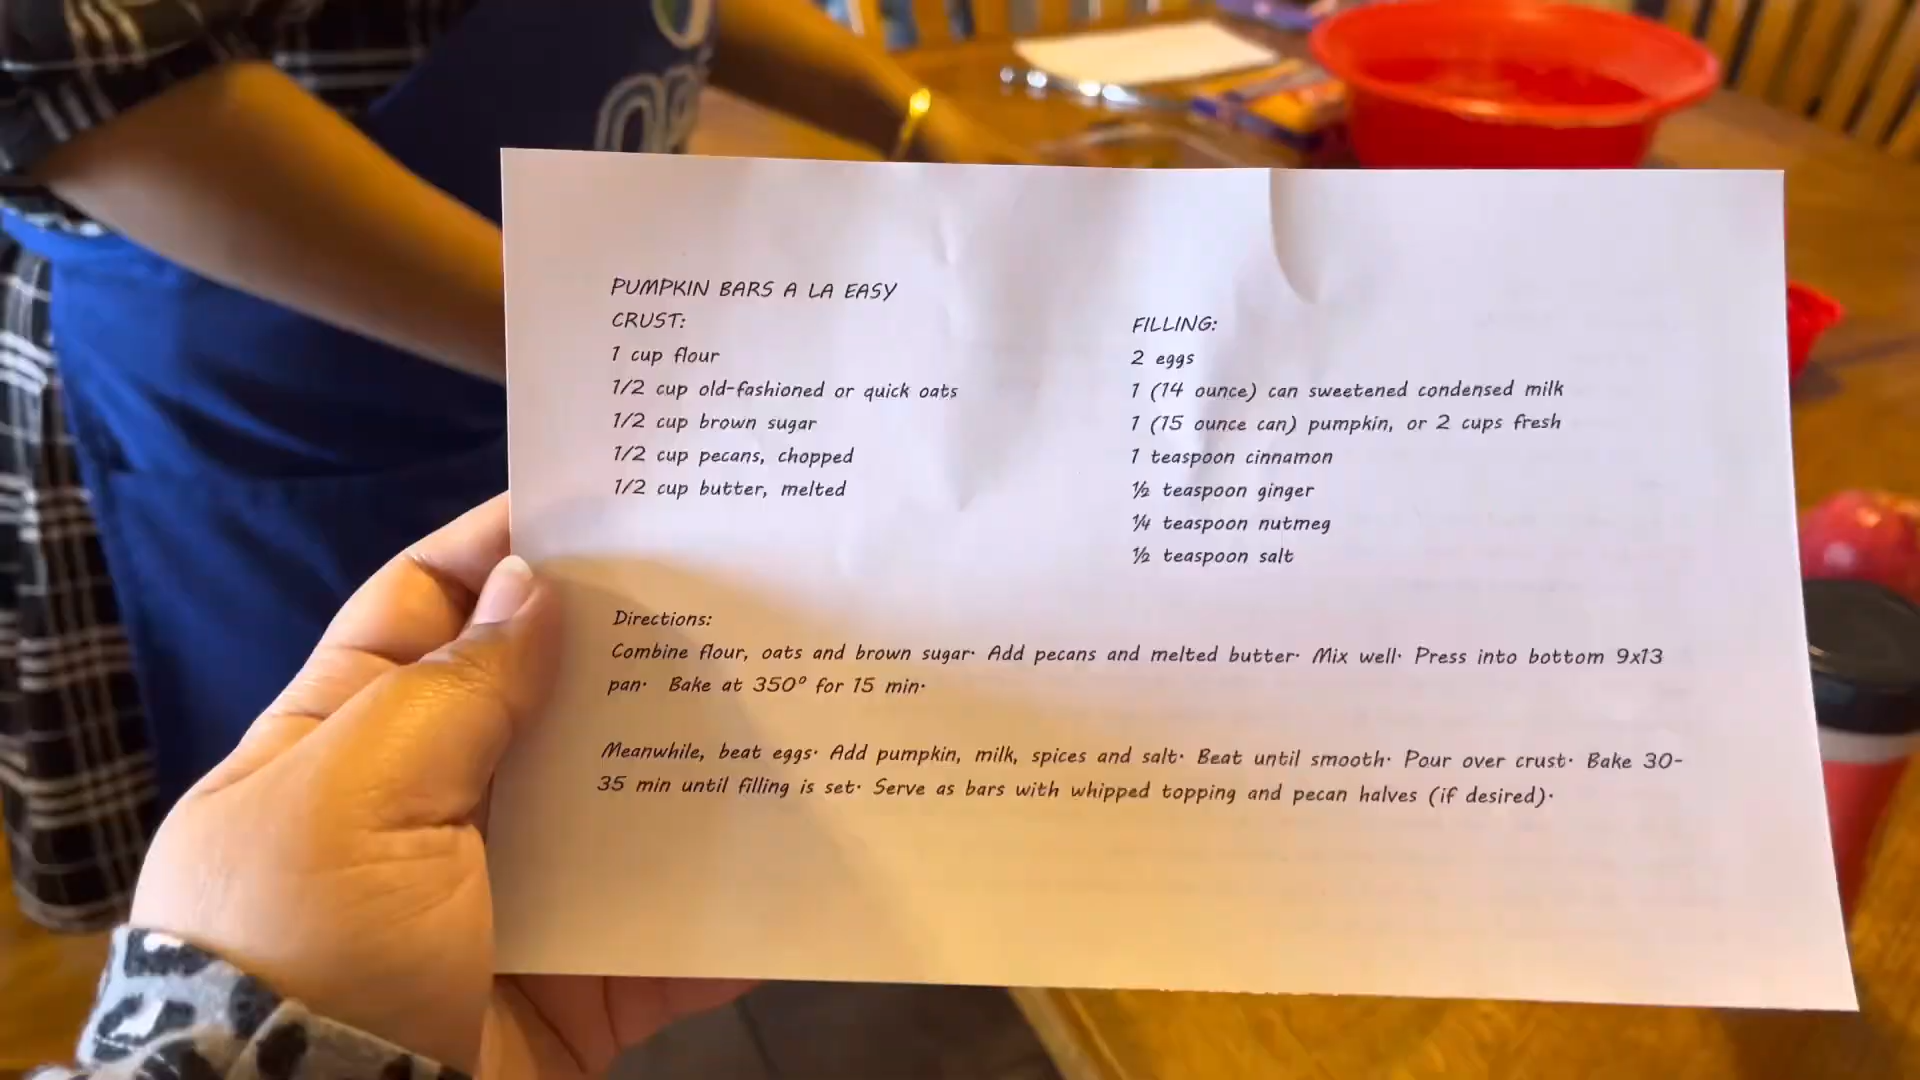 PUMPKIN BARS A LA EASY
CRUST:
1 cup flour
1/2 cup old-fashioned or quick oats
1/2 cup brown sugar
1/2 cup pecans, chopped
1/2 cup butter, melted
FILLING:
2 eggs
1 (14 ounce) can sweetened condensed milk
1 (15 ounce can) pumpkin, or 2 cups fresh
1 teaspoon cinnamon
½ teaspoon ginger
¼ teaspoon nutmeg
½ teaspoon salt
Directions:
Combine flour, oats and brown sugar. Add pecans and melted butter. Mix well. Press into bottom 9x13
pan. Bake at 350° for 15 min.
Meanwhile, beat eggs. Add pumpkin, milk, spices and salt. Beat until smooth. Pour over crust. Bake 30-
35 min until filling is set. Serve as bars with whipped topping and pecan halves (if desired).